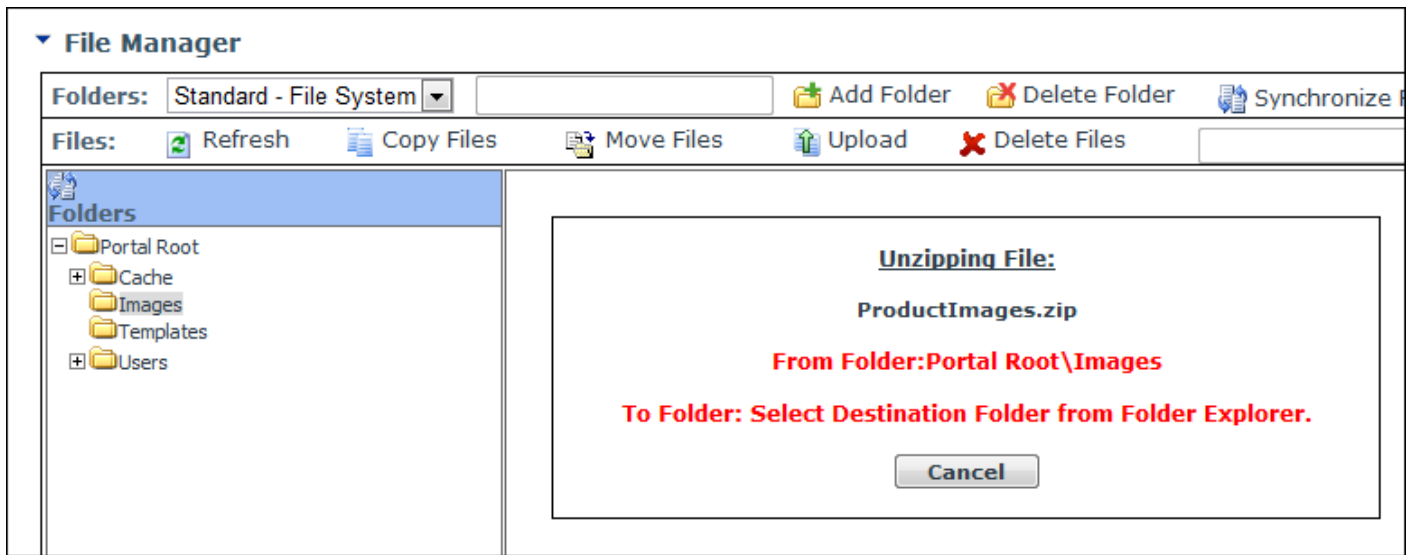 File Manager
Folders: Standard - File System Add Folder Delete Folder Synchronize
Files: Refresh Copy Files Move Files Upload Delete Files
Folders
Portal Root
Cache
Images
Templates
Users
Unzipping File:
ProductImages.zip
From Folder:Portal Root\Images
To Folder: Select Destination Folder from Folder Explorer.
Cancel